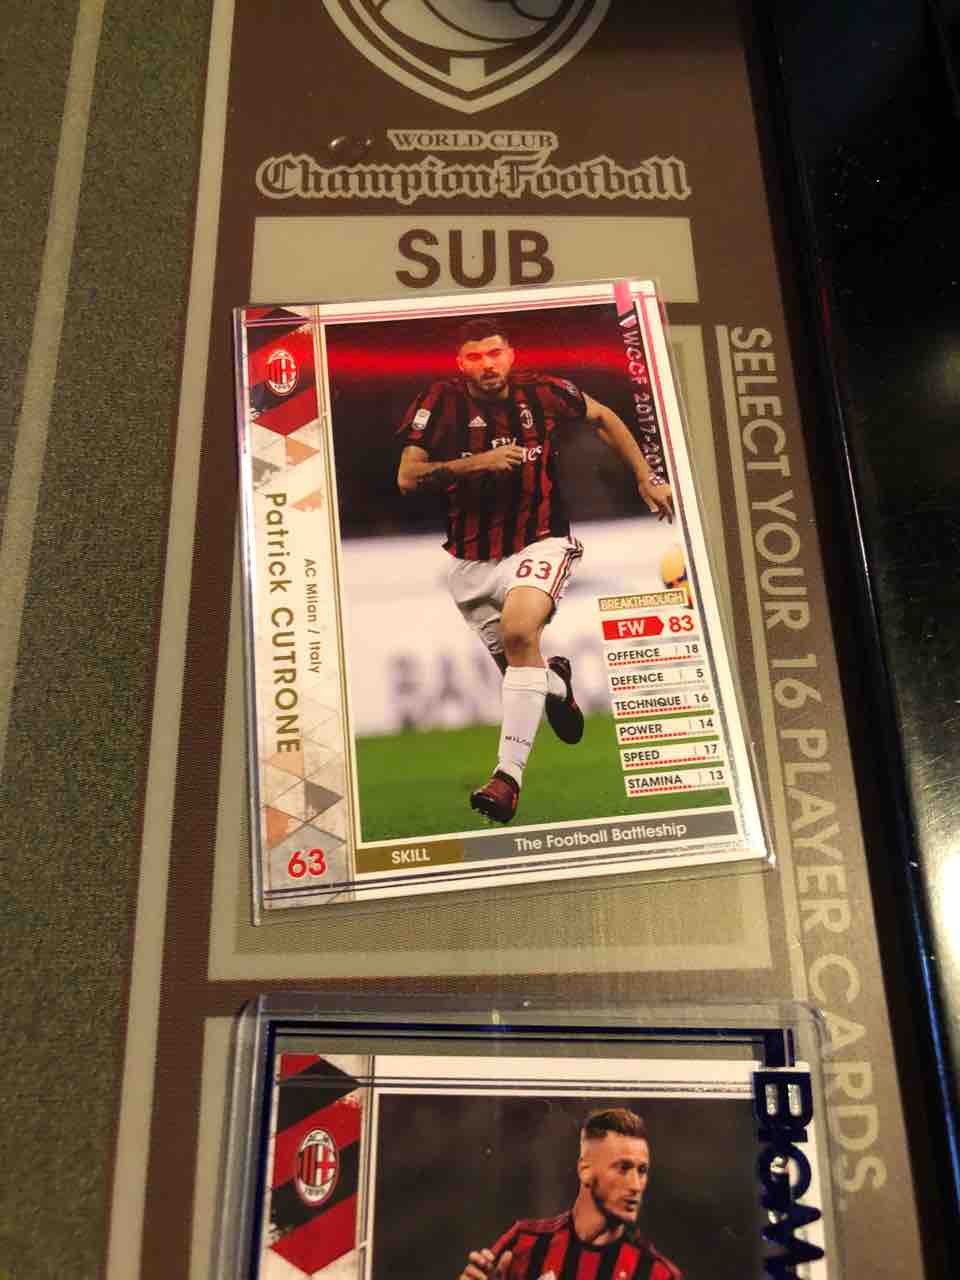 WORLD CLUB
Champion Football
SUB
SELECT YOUR 16 PLAYER CARDS.
WCCF 2017-2018
Patrick CUTRONE
AC Milan / Italy
63
63
BREAKTHROUGH
FW 83
OFFENCE 18
DEFENCE 5
TECHNIQUE 16
POWER 14
SPEED 17
STAMINA 13
SKILL The Football Battleship